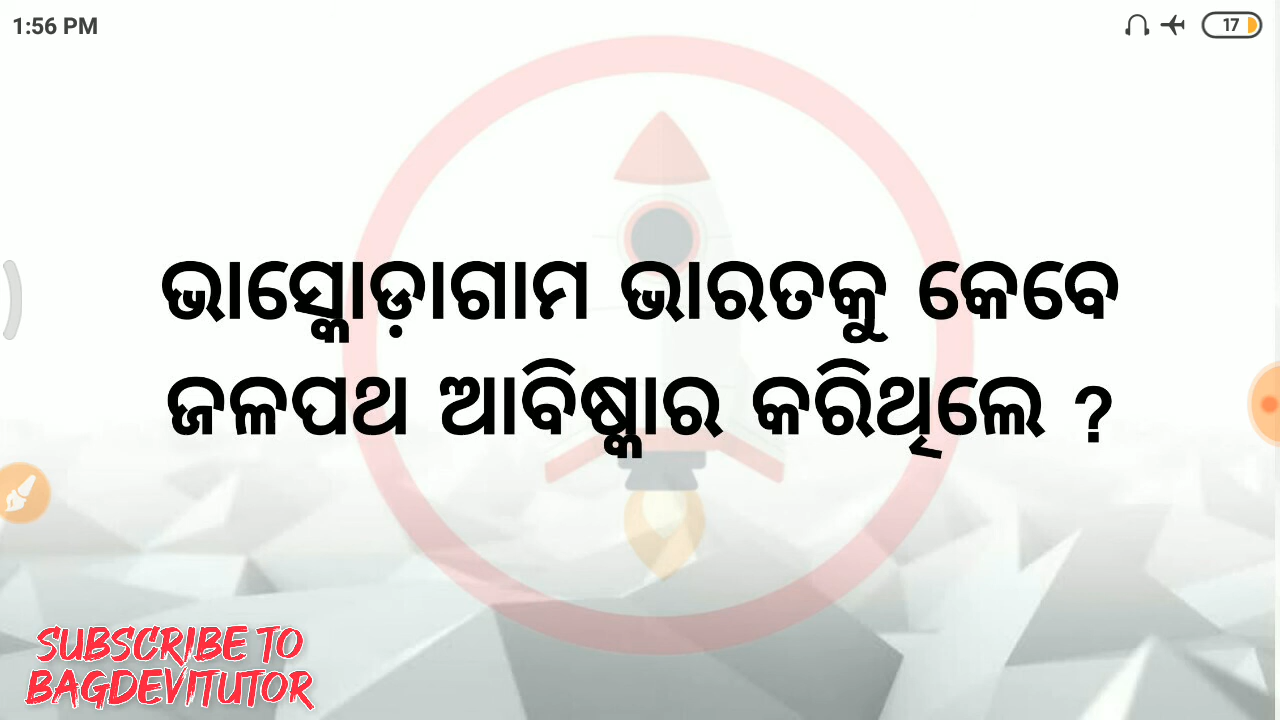 1:56 PM
17
ଭାସ୍କୋଡ଼ାଗାମ ଭାରତକୁ କେବେ
ଜଳପଥ ଆବିଷ୍କାର କରିଥିଲେ ?
SUBSCRIBE TO
BAGDEVITUTOR